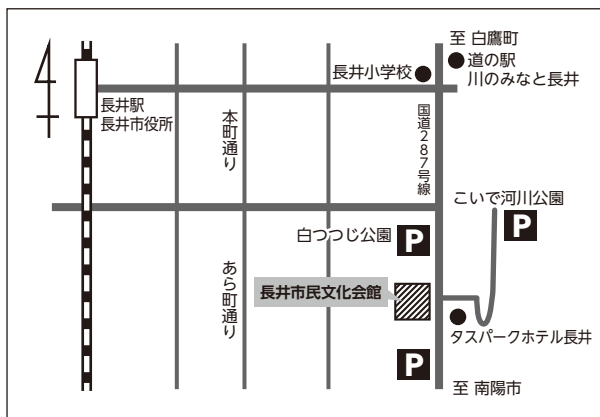 至 白鷹町
道の駅
川のみなと長井
長井小学校
長井駅
長井市役所
本町通り
国道287号線
こいで河川公園
P
白つつじ公園
P
あら町通り
長井市民文化会館
タスパークホテル長井
P
至 南陽市